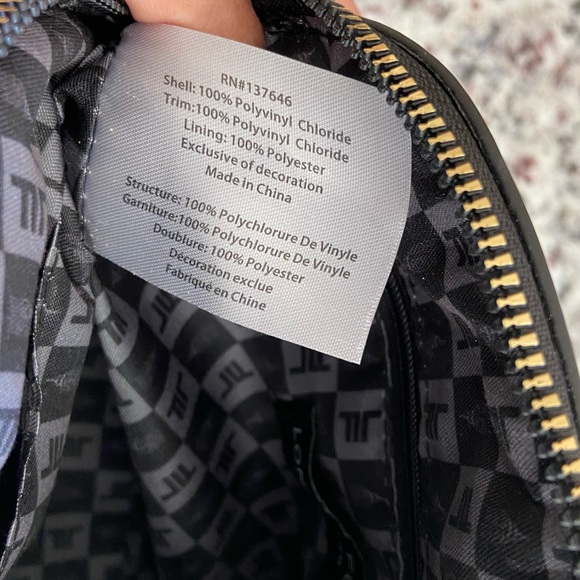 RN#137646
Shell: 100% Polyvinyl Chloride
Trim:100% Polyvinyl Chloride
Lining: 100% Polyester
Exclusive of decoration
Made in China
Structure: 100% Polychlorure De Vinyle
Garniture:100% Polychlorure De Vinyle
Doublure: 100% Polyester
Décoration exclue
Fabriqué en Chine